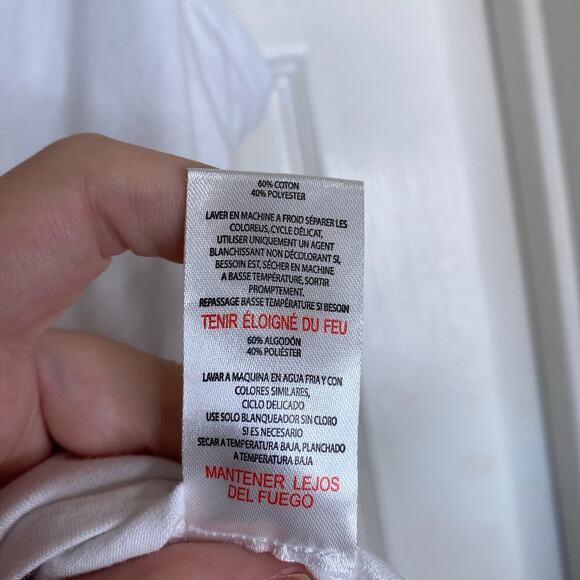 60% COTON
40% POLYESTER
LAVER EN MACHINE A FROID SÉPARER LES
COLOREUS, CYCLE DÉLICAT,
UTILISER UNIQUEMENT UN AGENT
BLANCHISSANT NON DÉCOLORANT SI,
BESOIN EST, SÉCHER EN MACHINE
A BASSE TEMPÉRATURE, SORTIR
PROMPTEMENT.
REPASSAGE BASSE TEMPÉRATURE SI BESOIN
TENIR ÉLOIGNÉ DU FEU
60% ALGODÓN
40% POLIÉSTER
LAVAR A MAQUINA EN AGUA FRIA Y CON
COLORES SIMILARES,
CICLO DELICADO
USE SOLO BLANQUEADOR SIN CLORO
SI ES NECESARIO
SECAR A TEMPERATURA BAJA, PLANCHADO
A TEMPERATURA BAJA
MANTENER LEJOS
DEL FUEGO